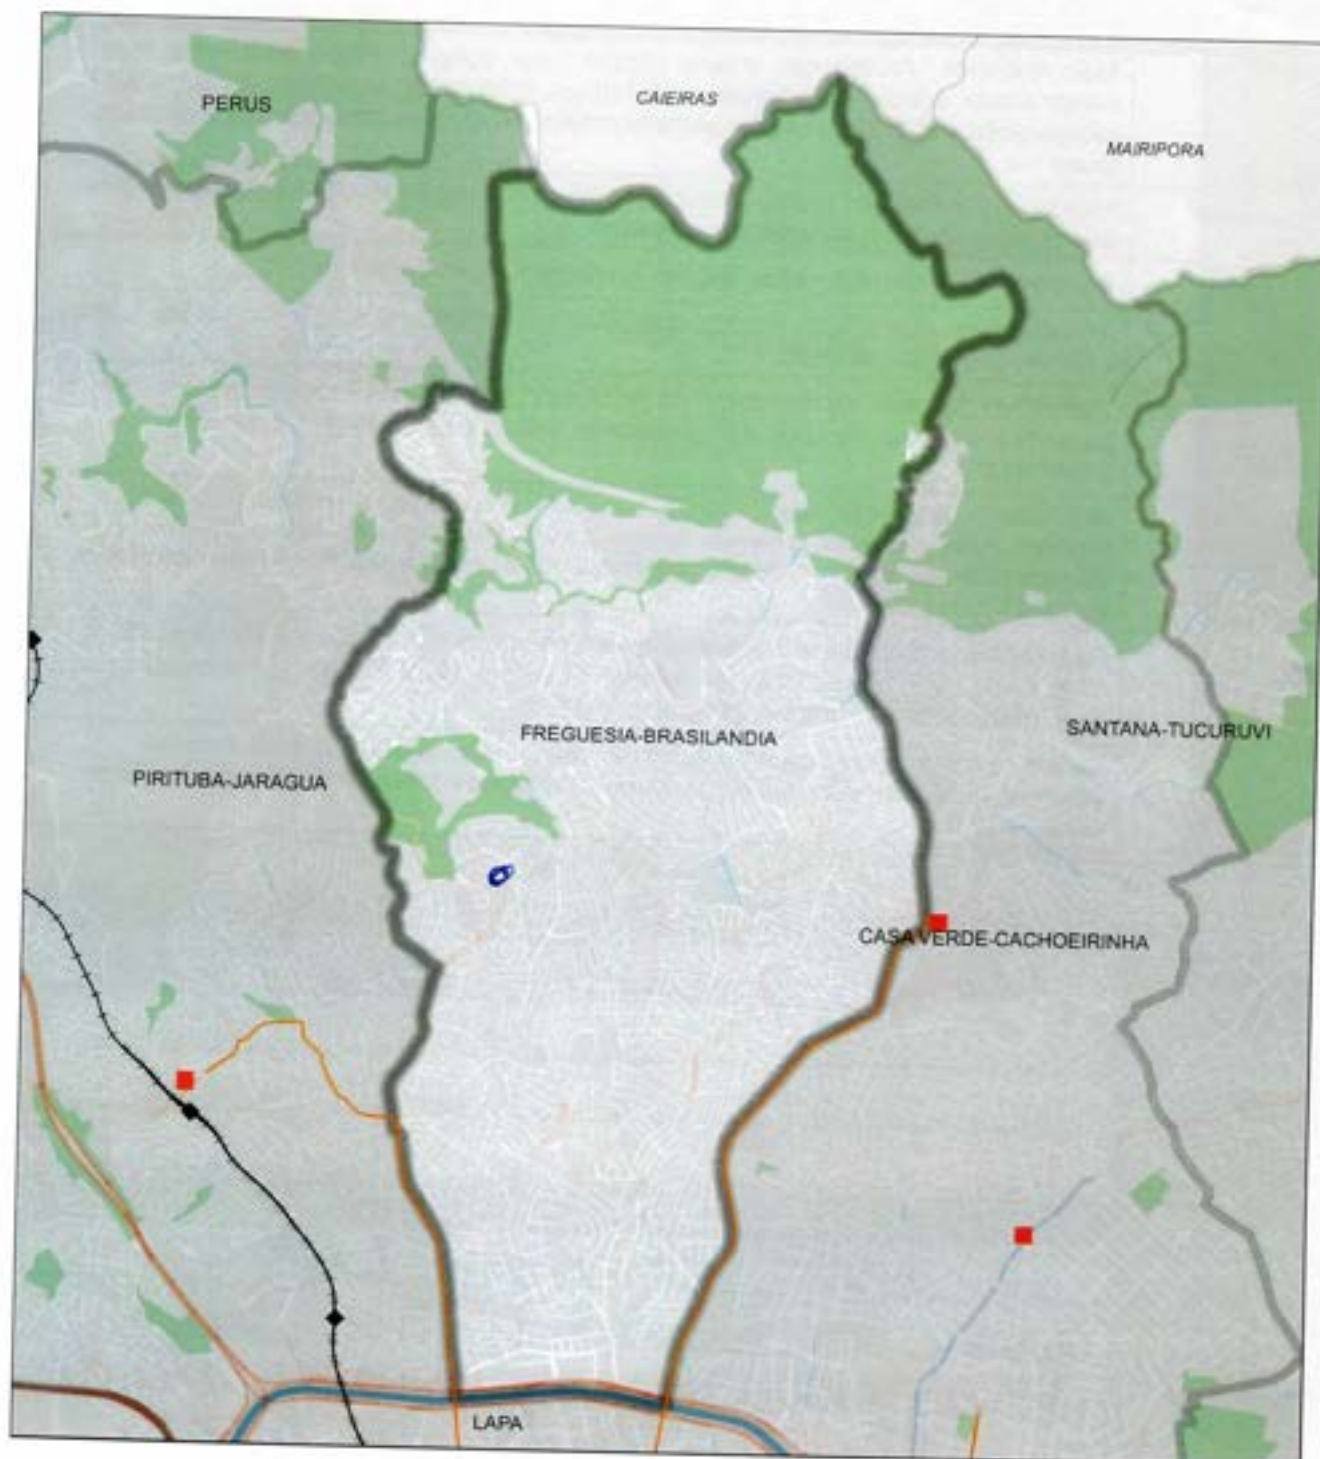 PERUS
CAIEIRAS
MAIRIPORA
FREGUESIA-BRASILANDIA
SANTANA-TUCURUVI
PIRITUBA-JARAGUA
CASA VERDE-CACHOEIRINHA
LAPA